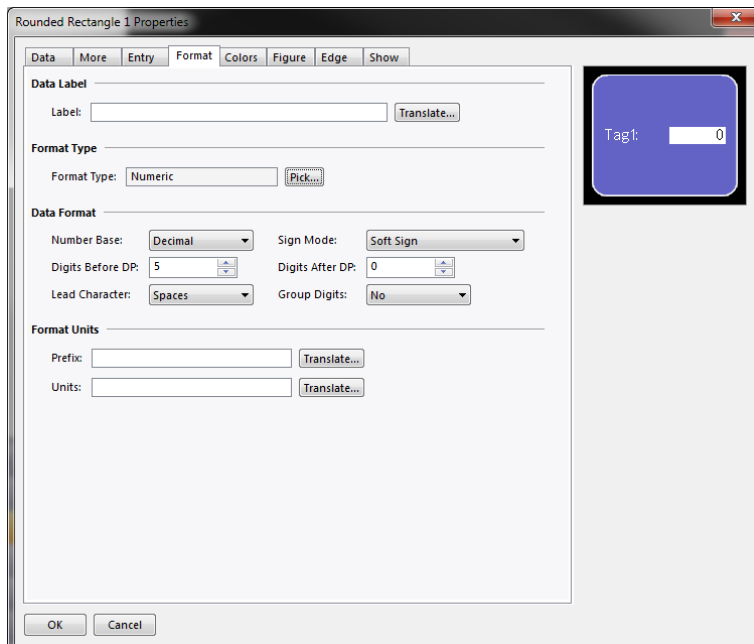 Rounded Rectangle 1 Properties
x
Data More Entry Format Colors Figure Edge Show
Data Label
Label: Translate...
Format Type
Format Type: Numeric Pick...
Data Format
Number Base: Decimal Sign Mode: Soft Sign
Digits Before DP: 5 Digits After DP: 0
Lead Character: Spaces Group Digits: No
Format Units
Prefix: Translate...
Units: Translate...
OK Cancel
Tag1: 0